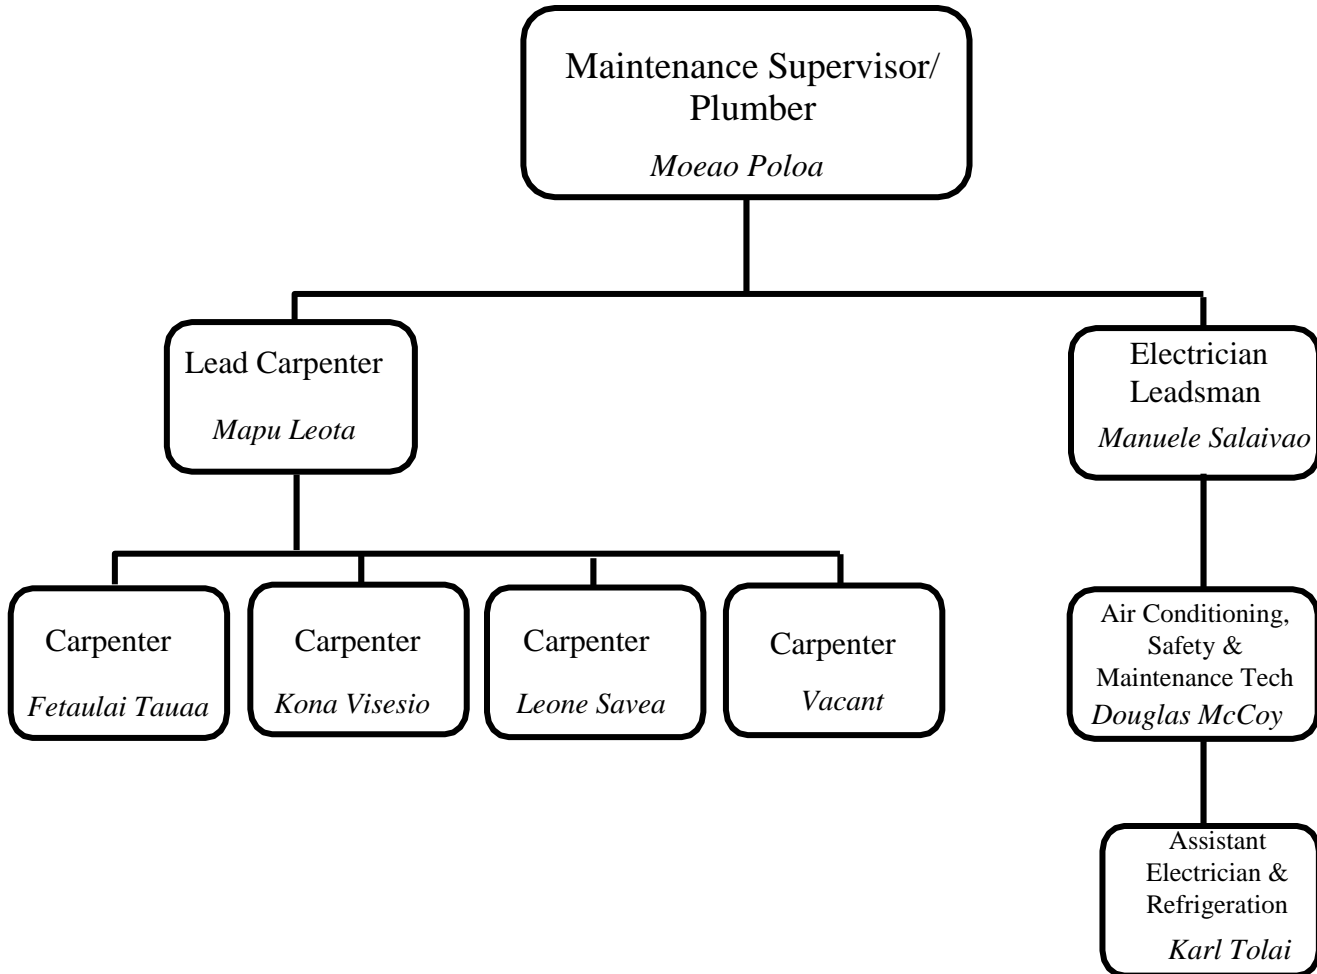 Maintenance Supervisor/
Plumber
Moeao Poloa
Lead Carpenter
Mapu Leota
Electrician
Leadsman
Manuele Salaivao
Carpenter
Fetaulai Tauaa
Carpenter
Kona Visesio
Carpenter
Leone Savea
Carpenter
Vacant
Air Conditioning,
Safety &
Maintenance Tech
Douglas McCoy
Assistant
Electrician &
Refrigeration
Karl Tolai